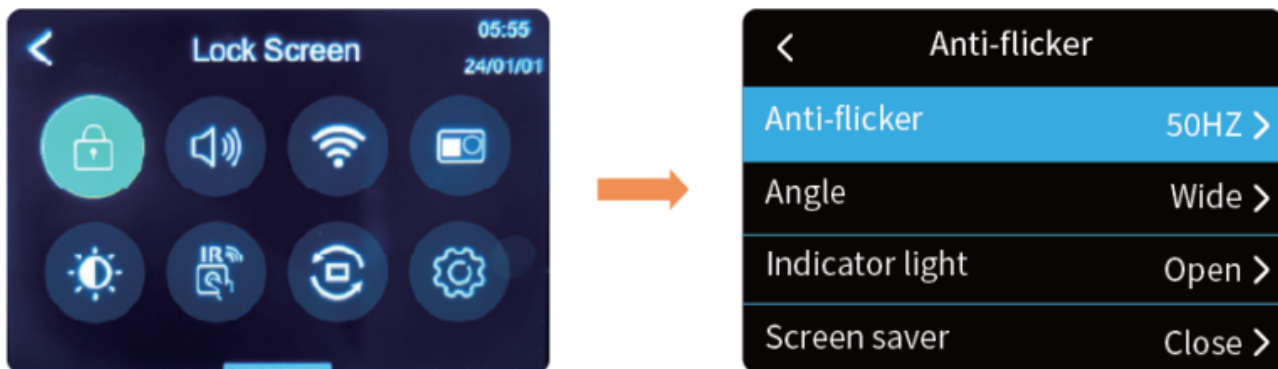 Lock Screen
05:55
24/01/01
IR
Anti-flicker
Anti-flicker 50HZ
Angle Wide
Indicator light Open
Screen saver Close